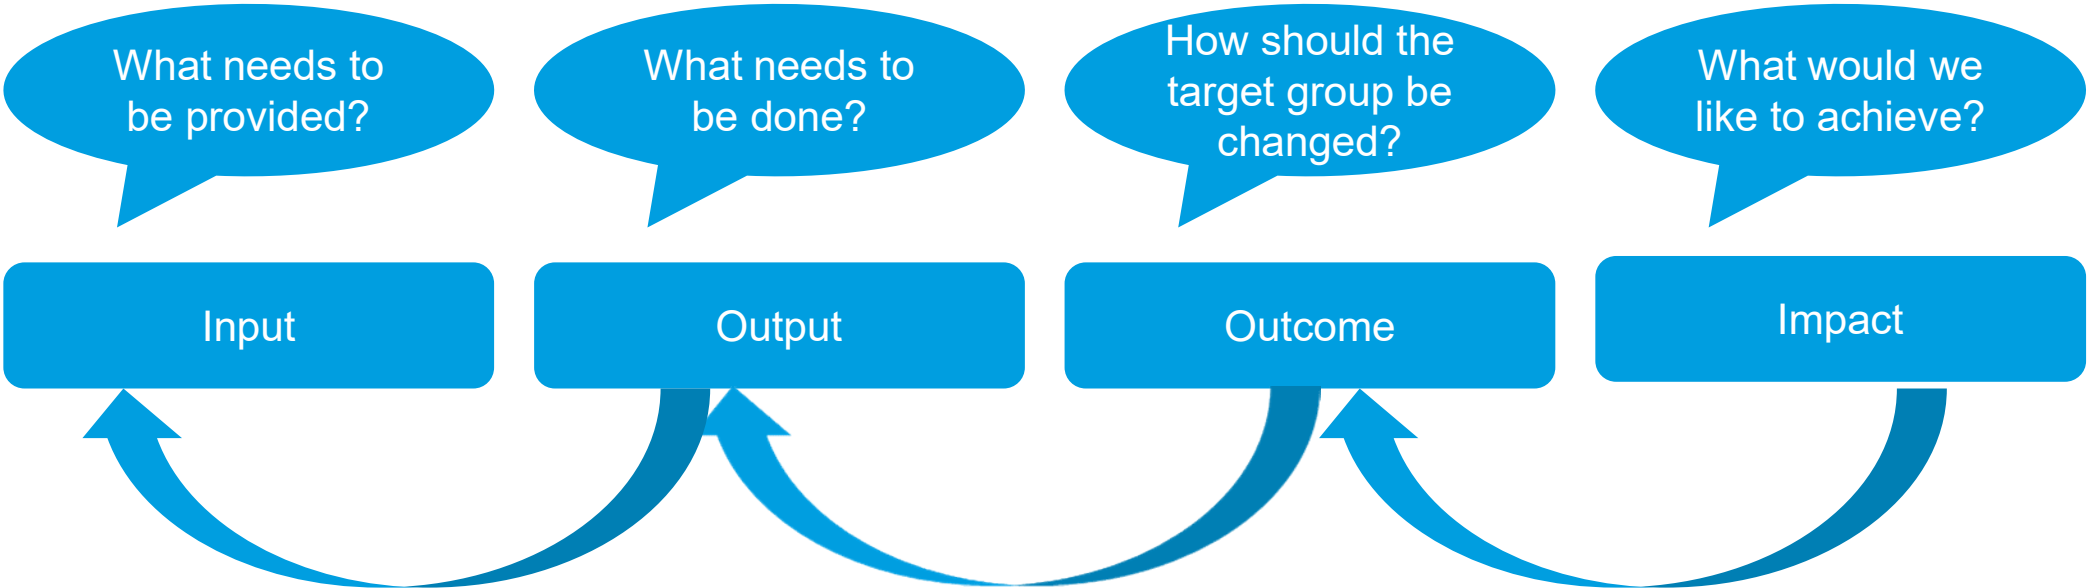 What needs to
be provided?
What needs to
be done?
How should the
target group be
changed?
What would we
like to achieve?
Input
Output
Outcome
Impact